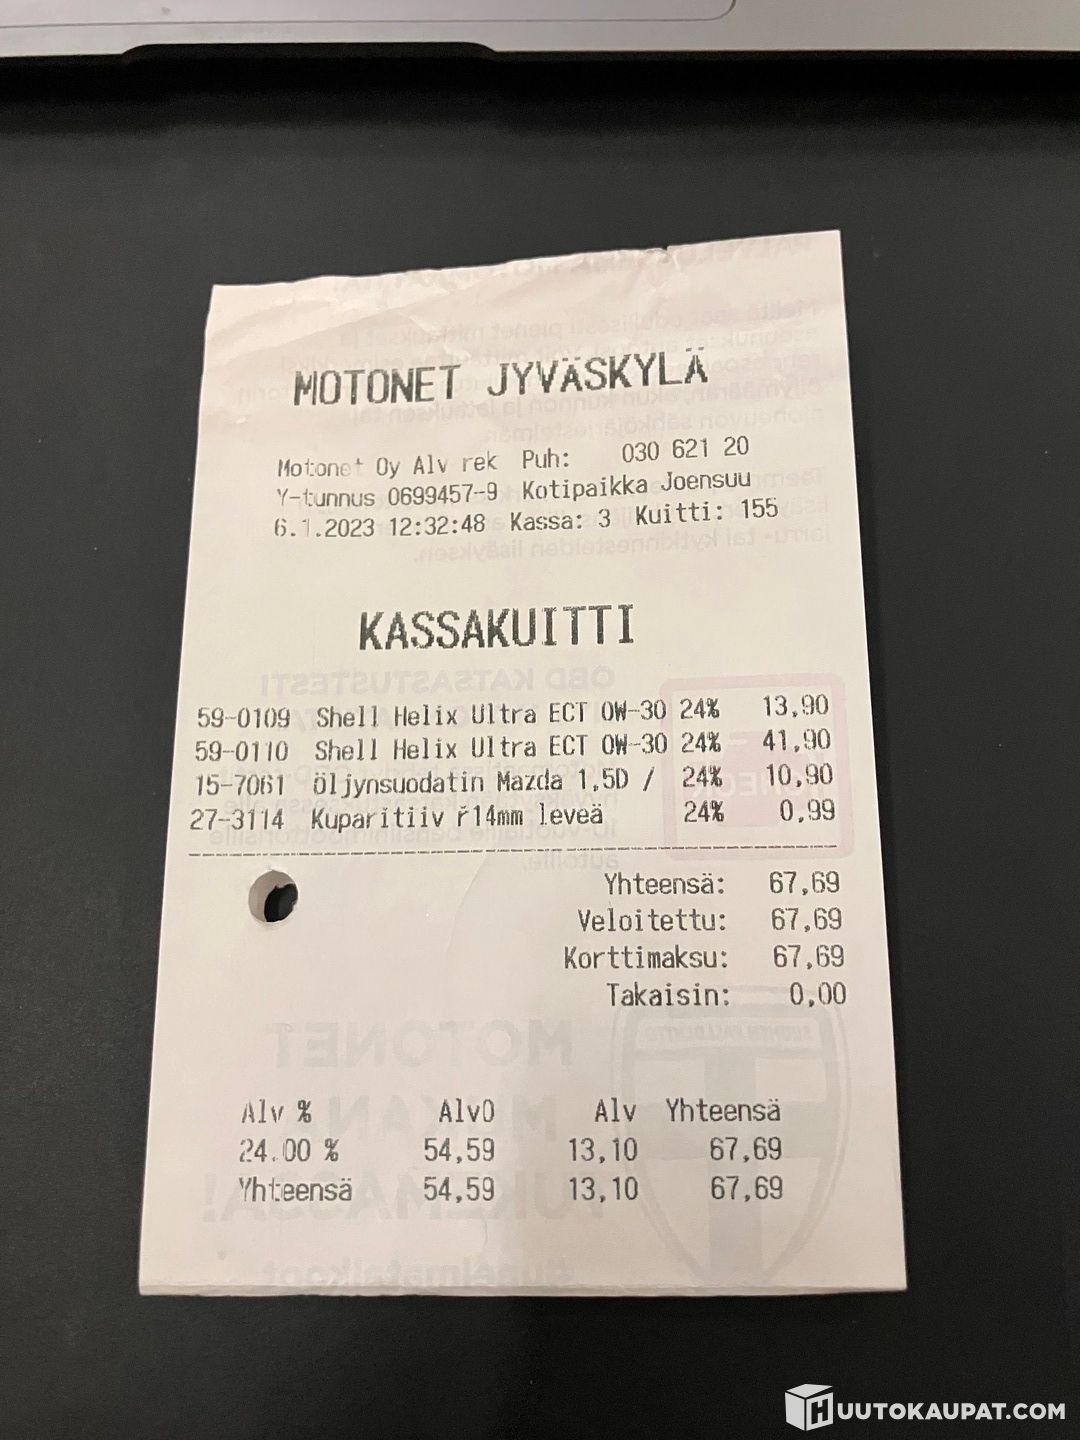 MOTONET JYVÄSKYLÄ
Motonet Oy Alv rek Puh: 030 621 20
Y-tunnus 0699457-9 Kotipaikka Joensuu
6.1.2023 12:32:48 Kassa: 3 Kuitti: 155
KASSAKUITTI
59-0109 Shell Helix Ultra ECT 0W-30 24% 13,90
59-0110 Shell Helix Ultra ECT 0W-30 24% 41,90
15-7061 Öljynsuodatin Mazda 1,5D / 24% 10,90
27-3114 Kuparitiiv ř14mm leveä 24% 0,99
Yhteensä: 67,69
Veloitettu: 67,69
Korttimaksu: 67,69
Takaisin: 0,00
Alv % Alv0 Alv Yhteensä
24.00 % 54,59 13,10 67,69
Yhteensä 54,59 13,10 67,69
HUUTOKAUPAT.COM